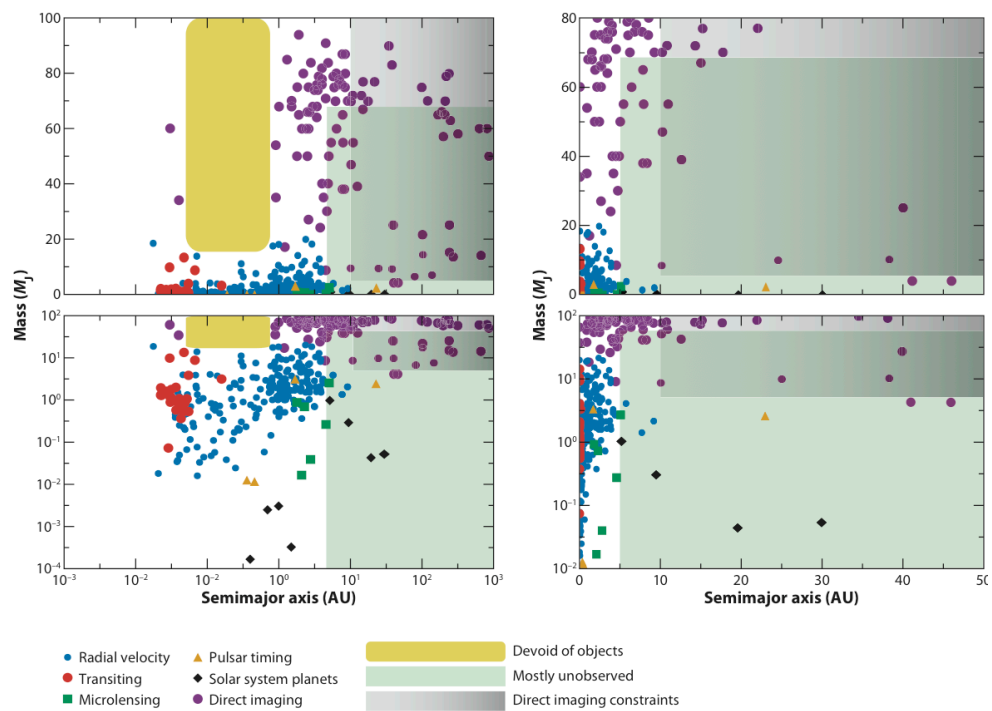 100
80
60
40
20
0
Mass (MJ)
80
60
40
20
0
Mass (MJ)
10²
10¹
10⁰
10⁻¹
10⁻²
10⁻³
10⁻⁴
10²
10¹
10⁰
10⁻¹
10⁻²
10⁻³ 10⁻² 10⁻² 10⁻¹ 10⁰ 10¹ 10² 10³
Semimajor axis (AU)
0 10 20 30 40 50
Semimajor axis (AU)
Radial velocity
Transiting
Microlensing
Pulsar timing
Solar system planets
Direct imaging
Devoid of objects
Mostly unobserved
Direct imaging constraints